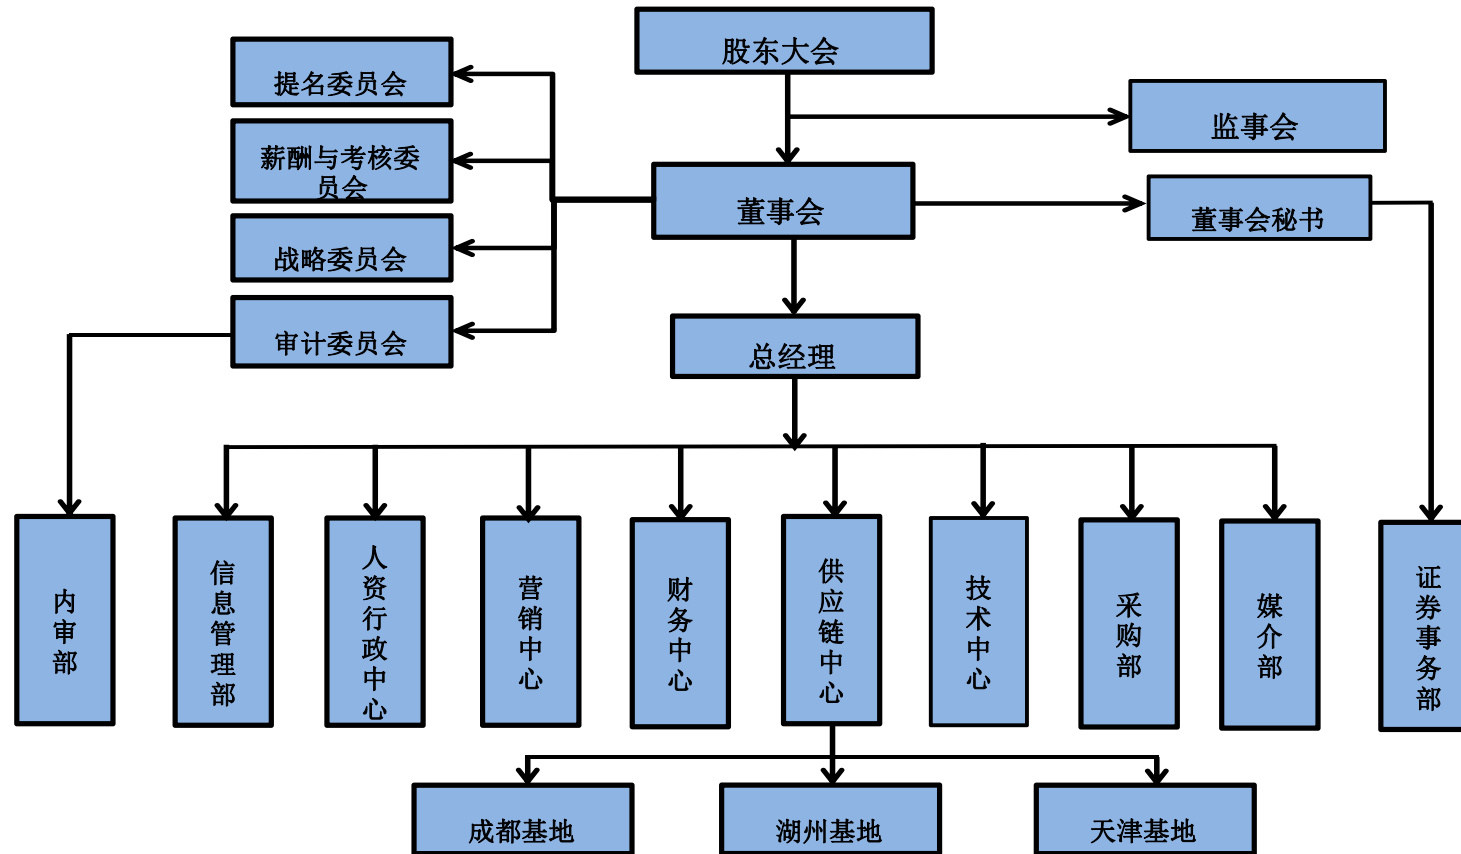 股东大会
提名委员会
监事会
薪酬与考核委
员会
董事会
董事会秘书
战略委员会
审计委员会
总经理
内审部
信息管理部
人资行政中心
营销中心
财务中心
供应链中心
技术中心
采购部
媒介部
证券事务部
成都基地
湖州基地
天津基地